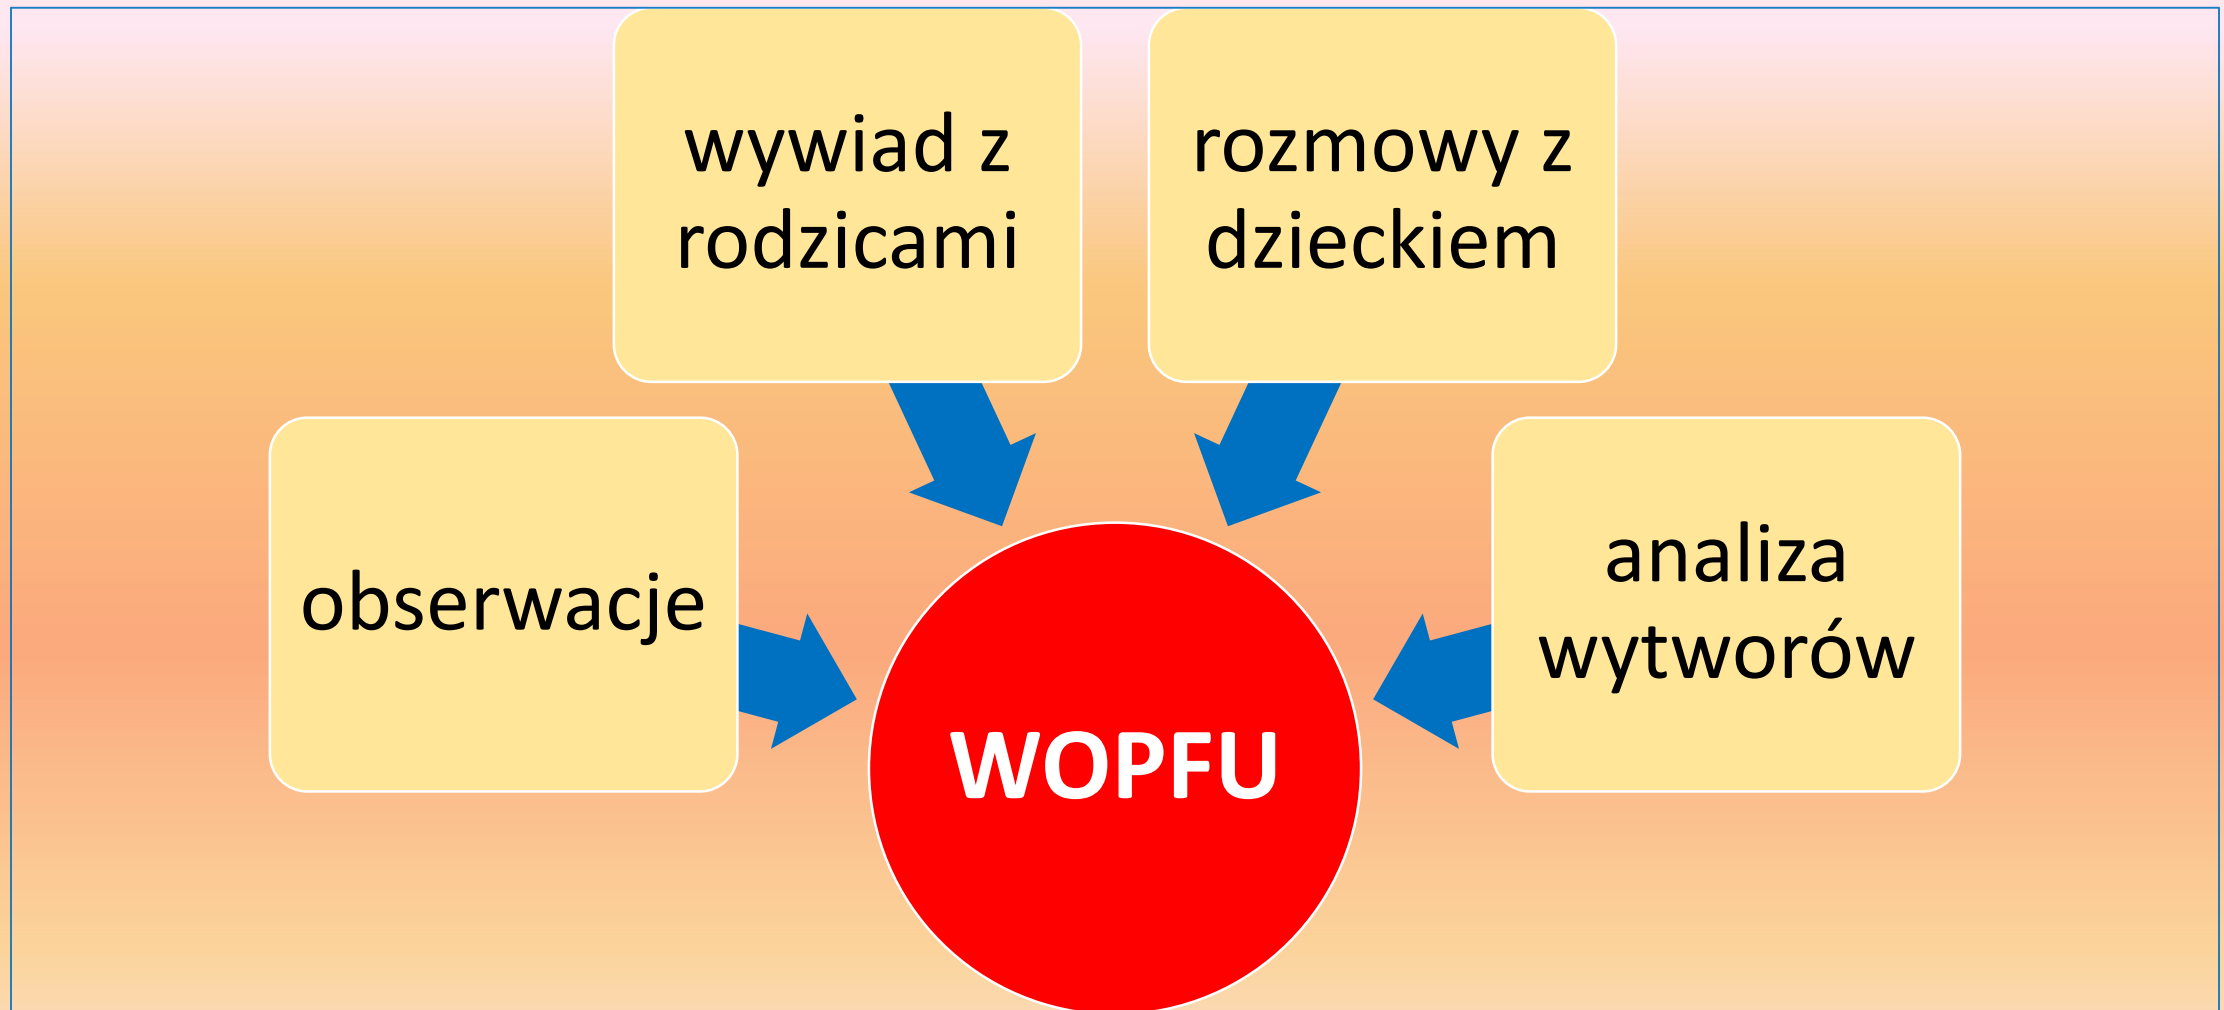 wywiad z
rodzicami
rozmowy z
dzieckiem
obserwacje
analiza
wytworów
WOPFU